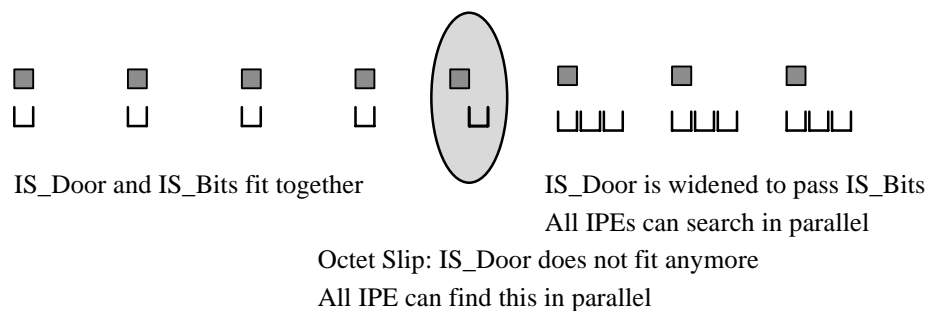 IS_Door and IS_Bits fit together
IS_Door is widened to pass IS_Bits
All IPEs can search in parallel
Octet Slip: IS_Door does not fit anymore
All IPE can find this in parallel